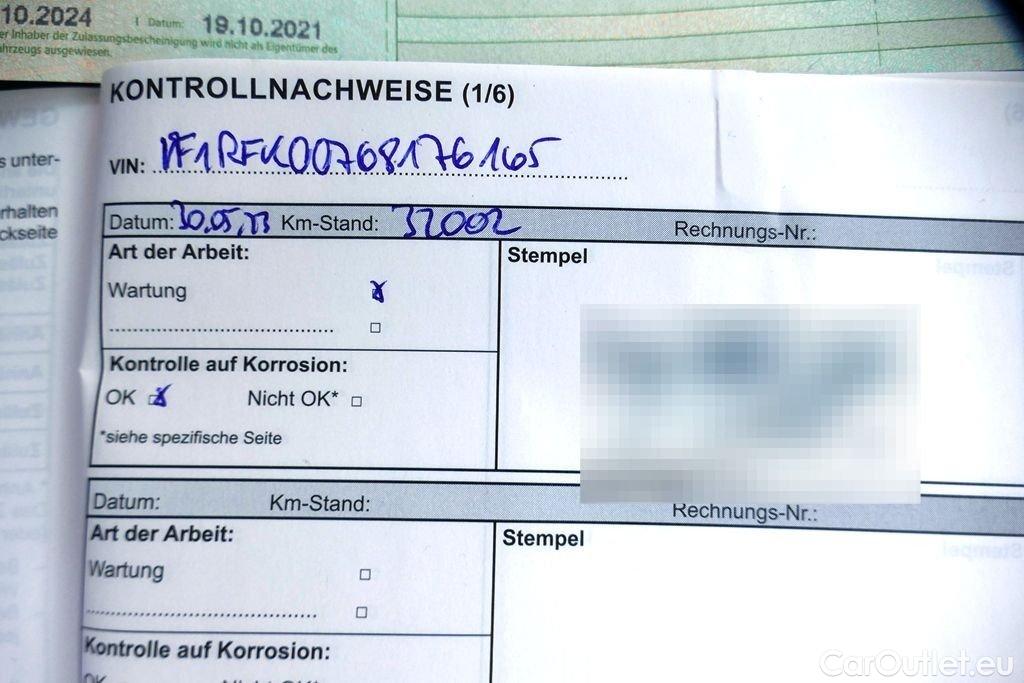 10.2024 | Datum: 19.10.2021
er Inhaber der Zulassungsbescheinigung wird nicht als Eigentümer des
ahrzeugs ausgewiesen.
KONTROLLNACHWEISE (1/6)
VIN: VF1RFK00768176165
s unter-
rhalten
ckseite
Datum: 30.05.23 Km-Stand: 32002 Rechnungs-Nr.:
Art der Arbeit:
Stempel
Wartung
Kontrolle auf Korrosion:
OK Nicht OK*
*siehe spezifische Seite
Datum: Km-Stand: Rechnungs-Nr.:
Art der Arbeit:
Stempel
Wartung
Kontrolle auf Korrosion:
CarOutlet.eu